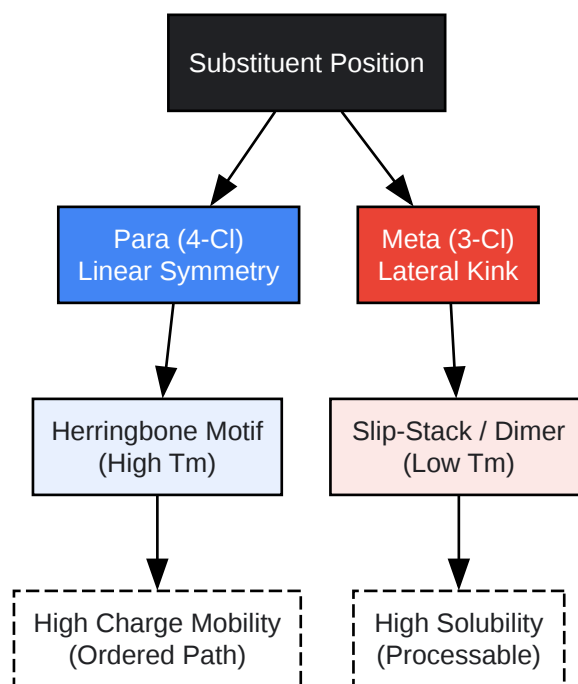 Substituent Position
Para (4-Cl)
Linear Symmetry
Meta (3-Cl)
Lateral Kink
Herringbone Motif
(High Tm)
Slip-Stack / Dimer
(Low Tm)
High Charge Mobility
(Ordered Path)
High Solubility
(Processable)